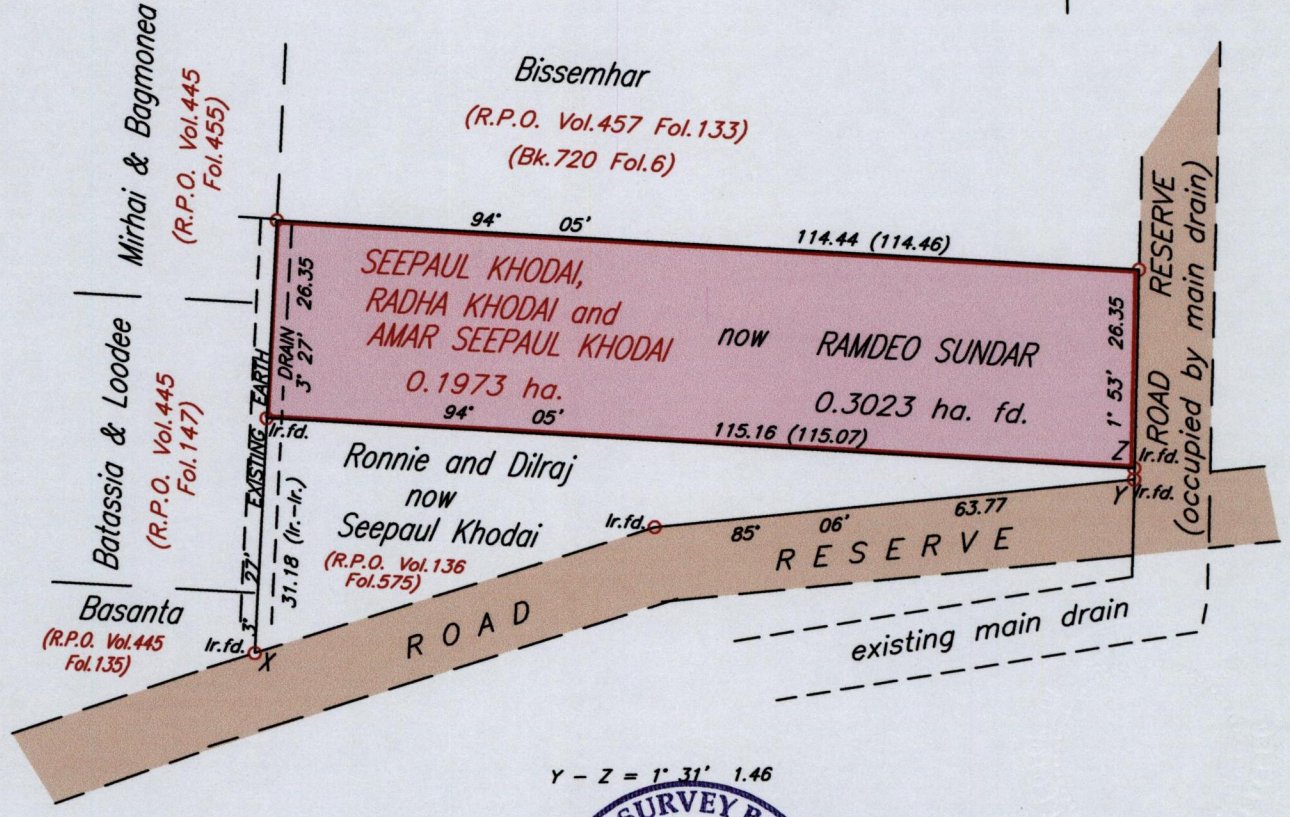 Mirhai & Bagmonea
(R.P.O. Vol.445
Fol.455)
Bissemhar
(R.P.O. Vol.457 Fol.133)
(Bk.720 Fol.6)
94° 05' 114.44 (114.46)
SEEPAUL KHODAI,
RADHA KHODAI and
AMAR SEEPAUL KHODAI
0.1973 ha.
now
RAMDEO SUNDAR
0.3023 ha. fd.
3° 27' 26.35
1° 53' 26.35
94° 05' 115.16 (115.07)
EXISTING EARTH
DRAIN
ROAD RESERVE
(occupied by main drain)
Batassia & Loodee
(R.P.O. Vol.445
Fol.147)
Ir.fd.
Z
Ir.fd.
Y
Ir.fd.
Ronnie and Dilraj
now
Seepaul Khodai
(R.P.O. Vol.136
Fol.575)
Ir.fd.
85° 06' 63.77
3° 27' 31.18 (Ir.-Ir.)
Basanta
(R.P.O. Vol.445
Fol.135)
Ir.fd.
X
ROAD RESERVE
existing main drain
Y - Z = 1° 31' 1.46
SURVEY